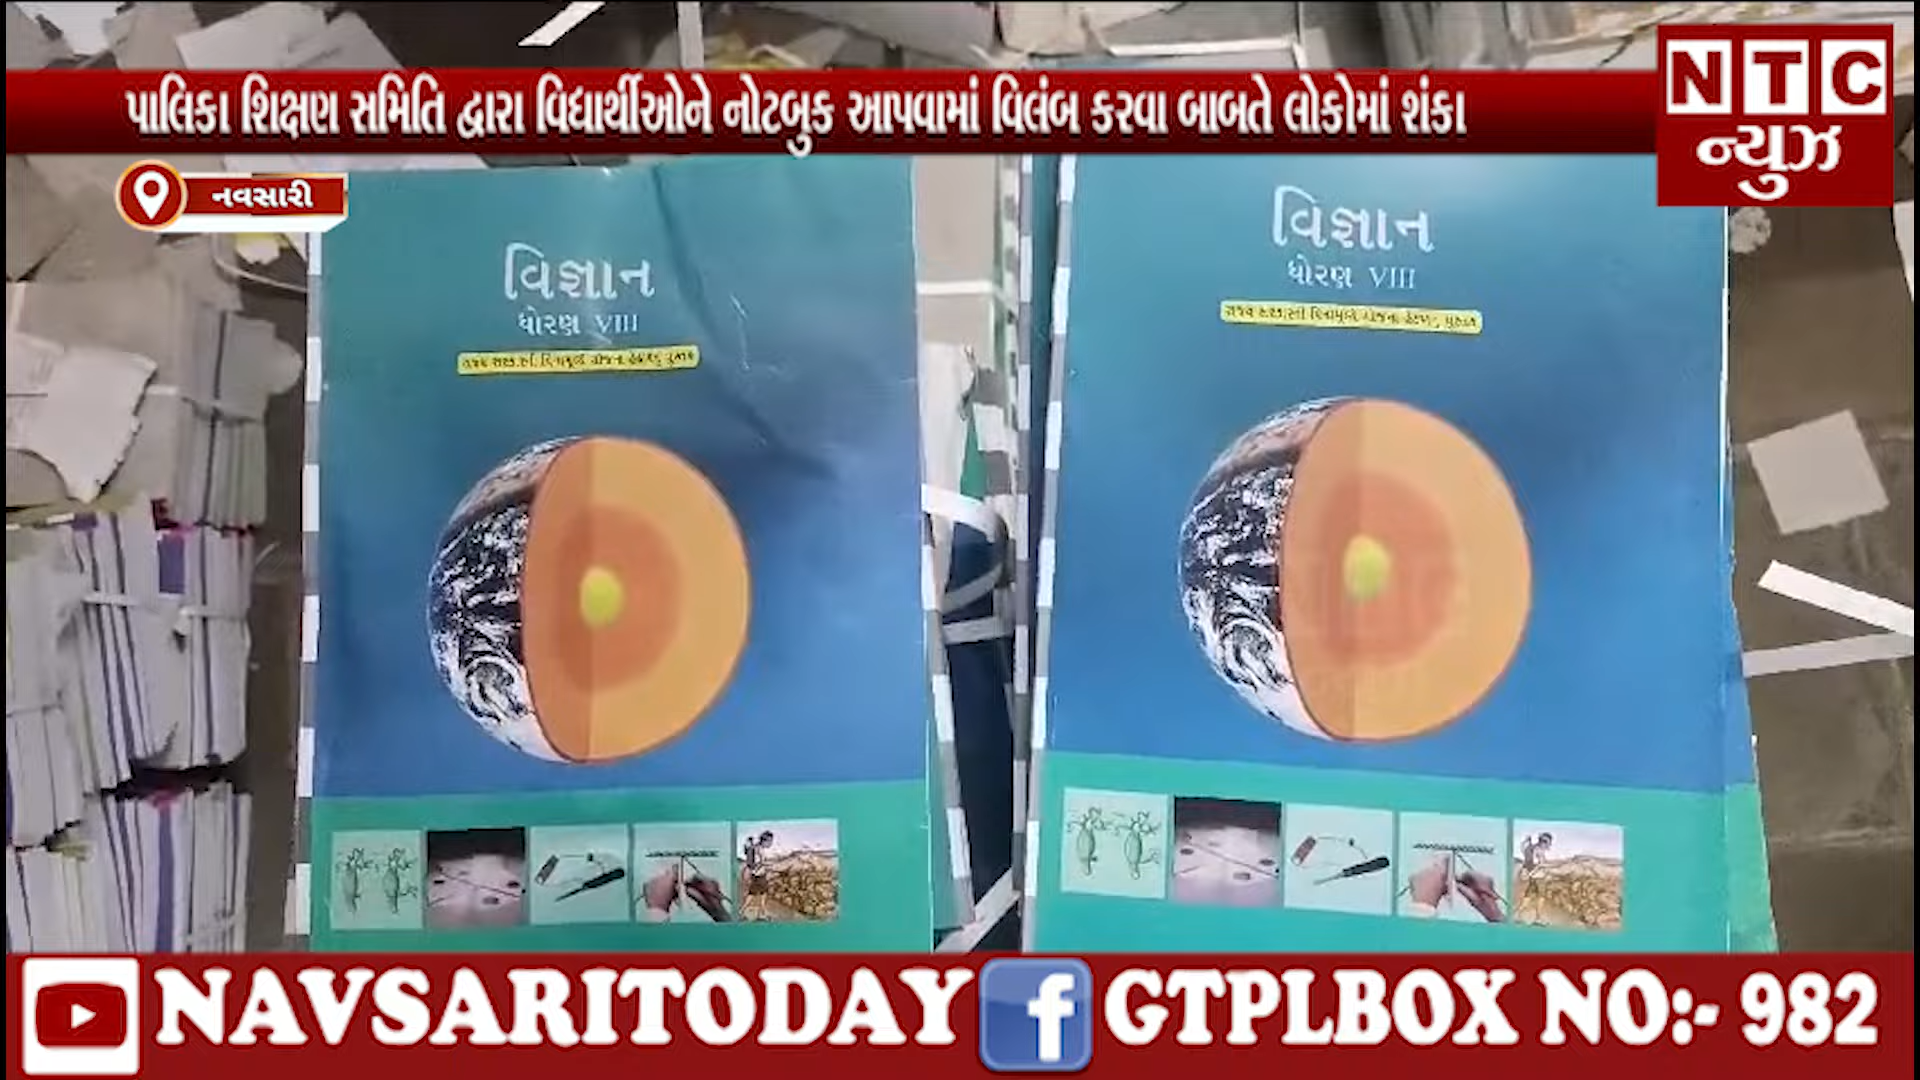 પાલિકા શિક્ષણ સમિતિ દ્વારા વિદ્યાર્થીઓને નોટબુક આપવામાં વિલંબ કરવા બાબતે લોકોમાં શંકા
NTC
ન્યુઝ
નવસારી
વિજ્ઞાન
ધોરણ VIII
વિજ્ઞાન
ધોરણ VIII
NAVSARITODAY
GTPLBOX NO:- 982